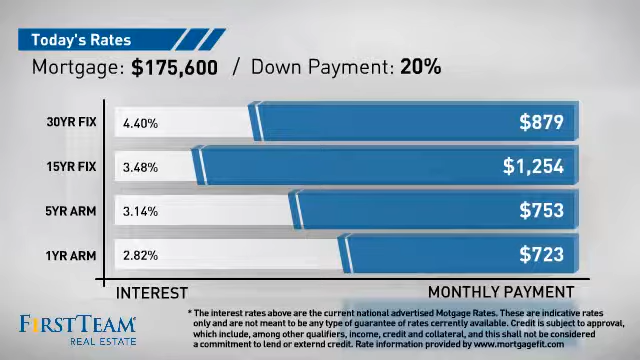 Today's Rates
Mortgage: $175,600 / Down Payment: 20%
30YR FIX 4.40% $879
15YR FIX 3.48% $1,254
5YR ARM 3.14% $753
1YR ARM 2.82% $723
INTEREST MONTHLY PAYMENT
* The interest rates above are the current national advertised Motgage Rates. These are indicative rates
only and are not meant to be any type of guarantee of rates cerrently available. Credit is subject to approval,
which include, among other qualifiers, income, credit and collateral, and this shall not be considered
a commitment to lend or externd credit. Rate information provided by www.mortgagefit.com
FIRSTTEAM®
REAL ESTATE